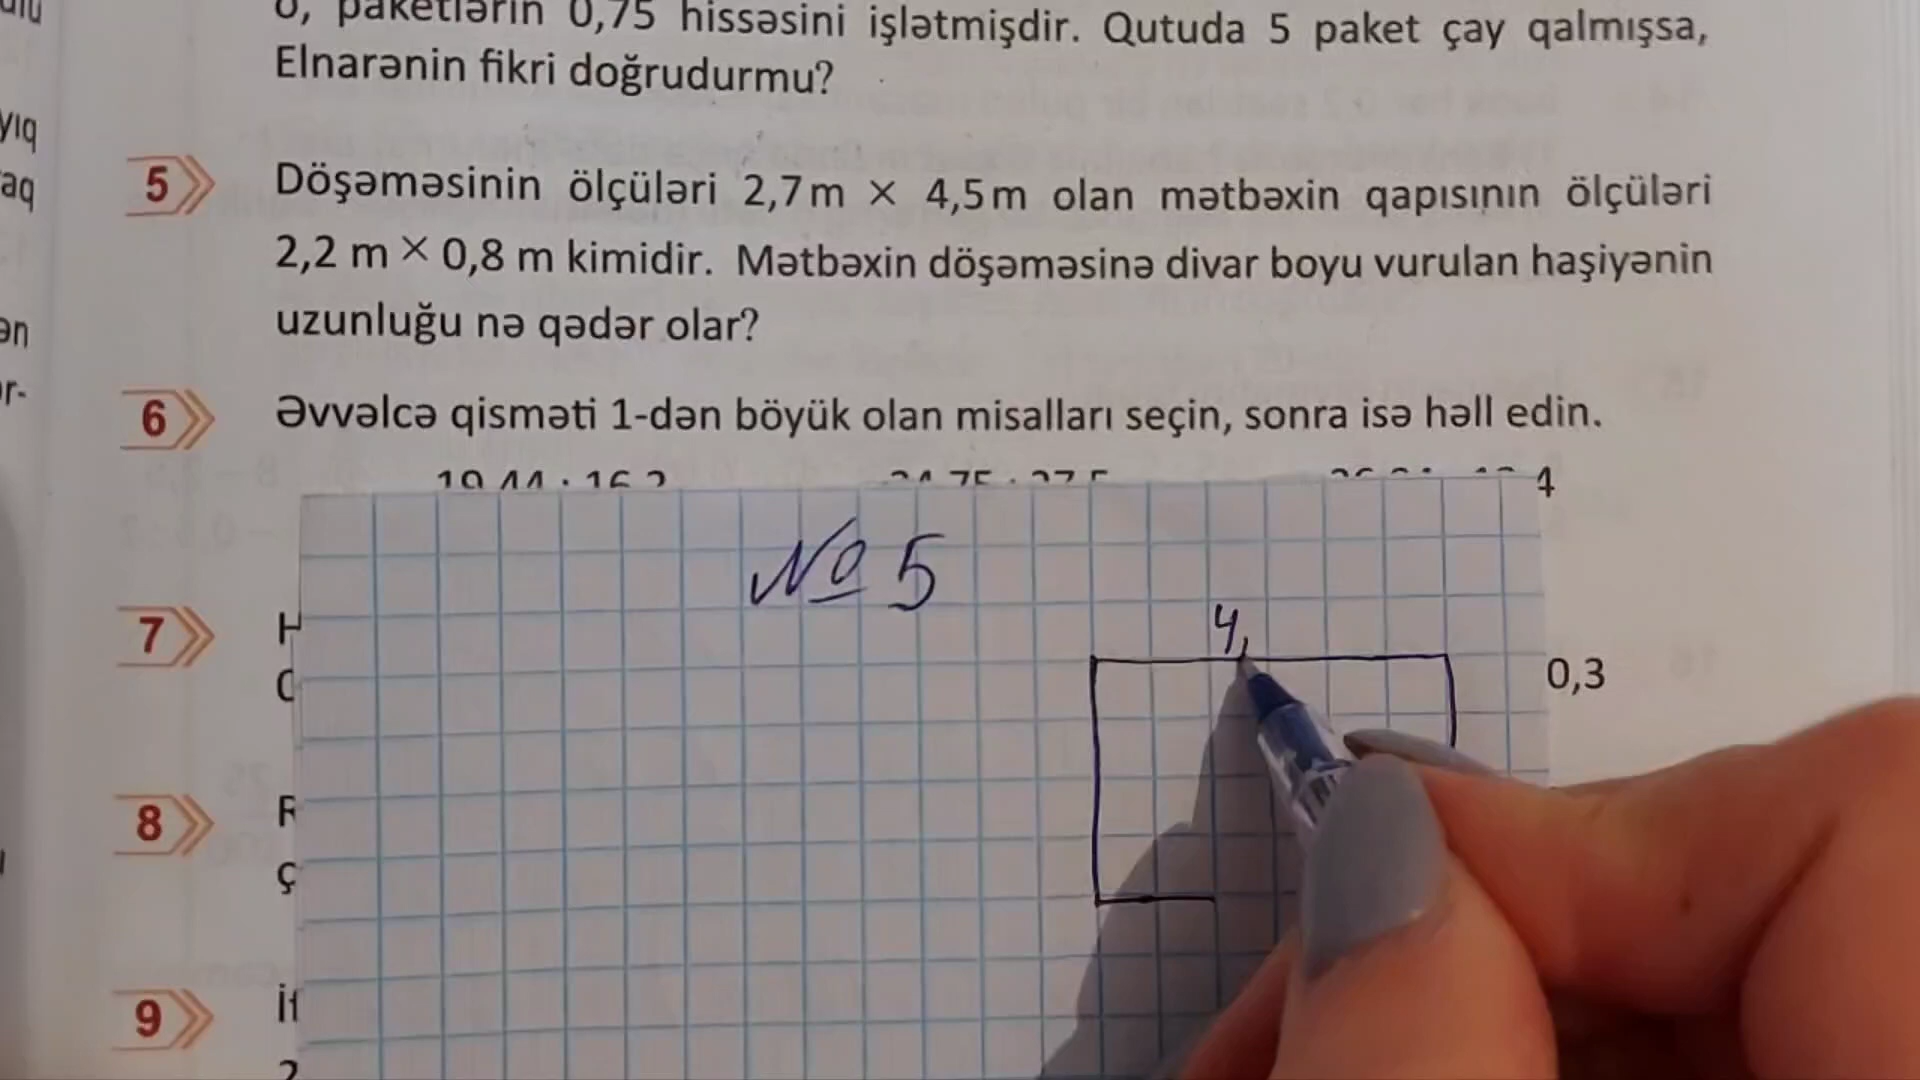 paketlərin 0,75 hissəsini işlətmişdir. Qutuda 5 paket çay qalmışsa,
Elnarənin fikri doğrudurmu?
5 Döşəməsinin ölçüləri 2,7 m × 4,5 m olan mətbəxin qapısının ölçüləri
2,2 m × 0,8 m kimidir. Mətbəxin döşəməsinə divar boyu vurulan haşiyənin
uzunluğu nə qədər olar?
6 Əvvəlcə qisməti 1-dən böyük olan misalları seçin, sonra isə həll edin.
4
№ 5
4,
7
0,3
8
9